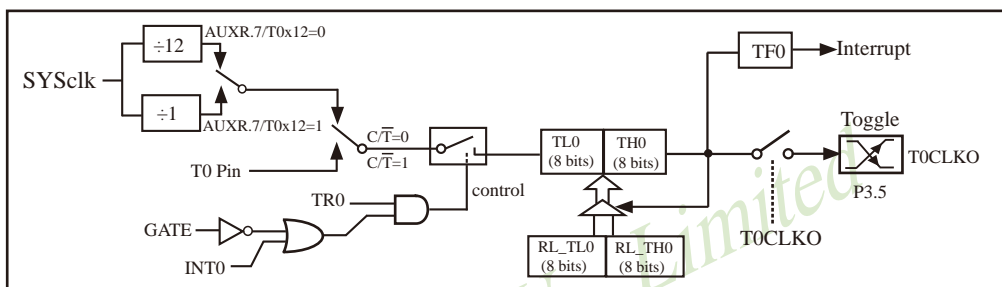 AUXR.7/T0x12=0
÷12
SYSclk
÷1
AUXR.7/T0x12=1
C/T̅=0
C/T̅=1
T0 Pin
TR0
control
GATE
INT0
TL0
(8 bits)
TH0
(8 bits)
RL_TL0
(8 bits)
RL_TH0
(8 bits)
TF0
Interrupt
Toggle
T0CLKO
P3.5
T0CLKO
Limited